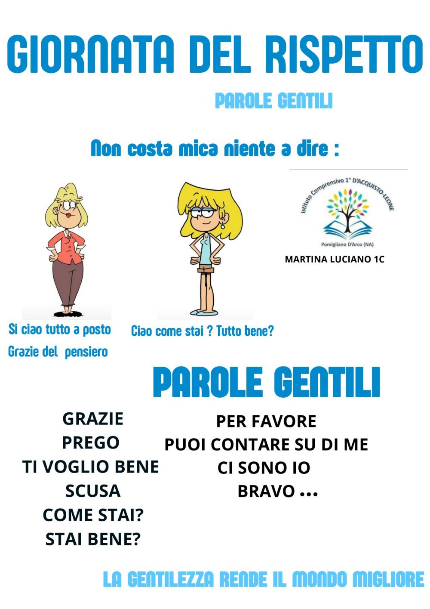 GIORNATA DEL RISPETTO
PAROLE GENTILI
Non costa mica niente a dire :
Istituto Comprensivo 1° D'ACQUISTO-LEONE
Pomigliano D'Arco (NA)
MARTINA LUCIANO 1C
Si ciao tutto a posto
Grazie del pensiero
Ciao come stai ? Tutto bene?
PAROLE GENTILI
GRAZIE
PREGO
TI VOGLIO BENE
SCUSA
COME STAI?
STAI BENE?
PER FAVORE
PUOI CONTARE SU DI ME
CI SONO IO
BRAVO ...
LA GENTILEZZA RENDE IL MONDO MIGLIORE